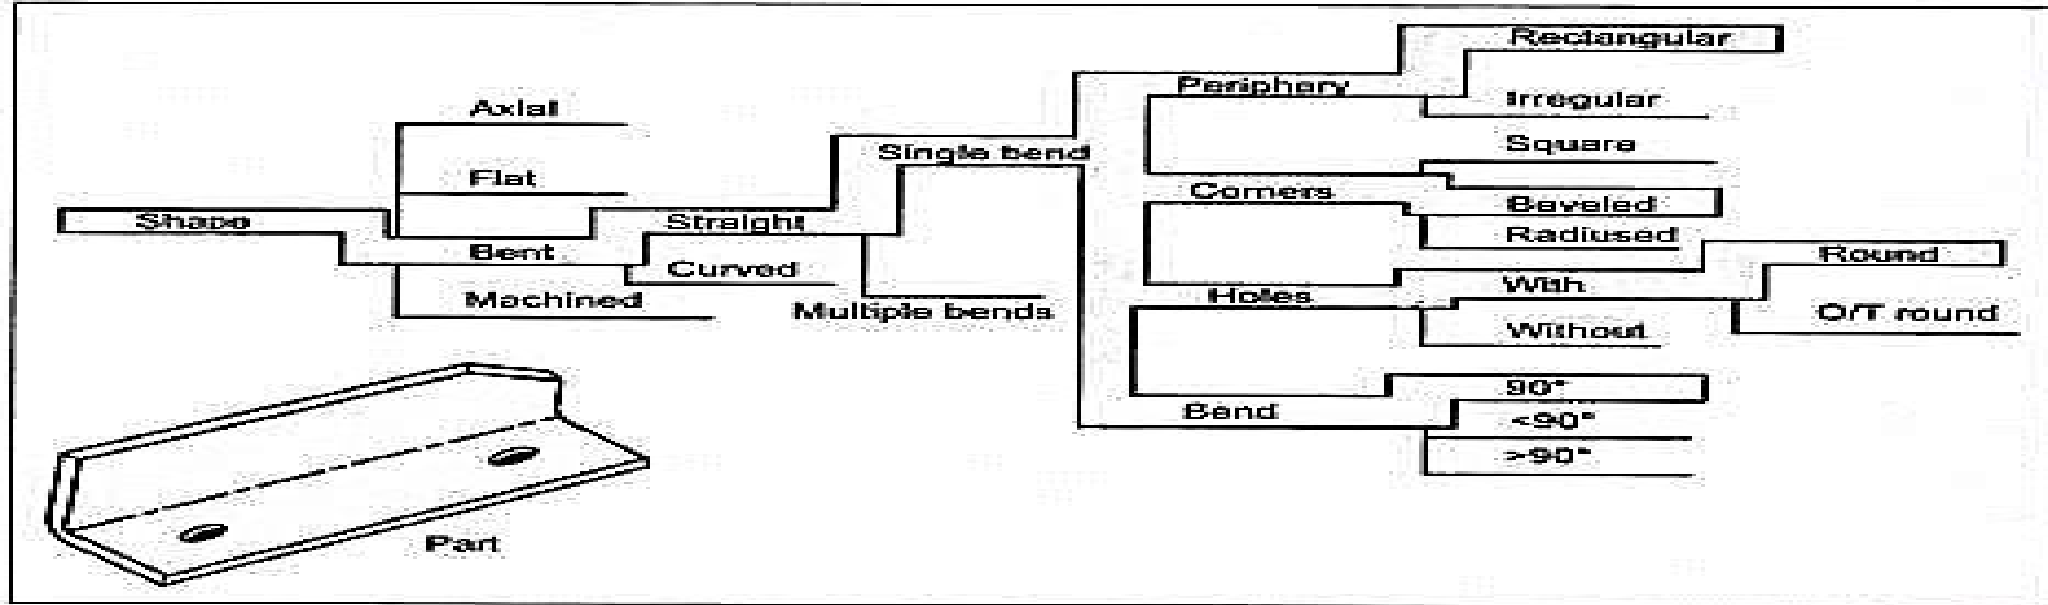 Shape
Axial
Flat
Bent
Machined
Straight
Curved
Single bend
Multiple bends
Periphery
Rectangular
Irregular
Corners
Square
Beveled
Radiused
Holes
With
Round
O/T round
Without
Bend
90°
<90°
>90°
Part